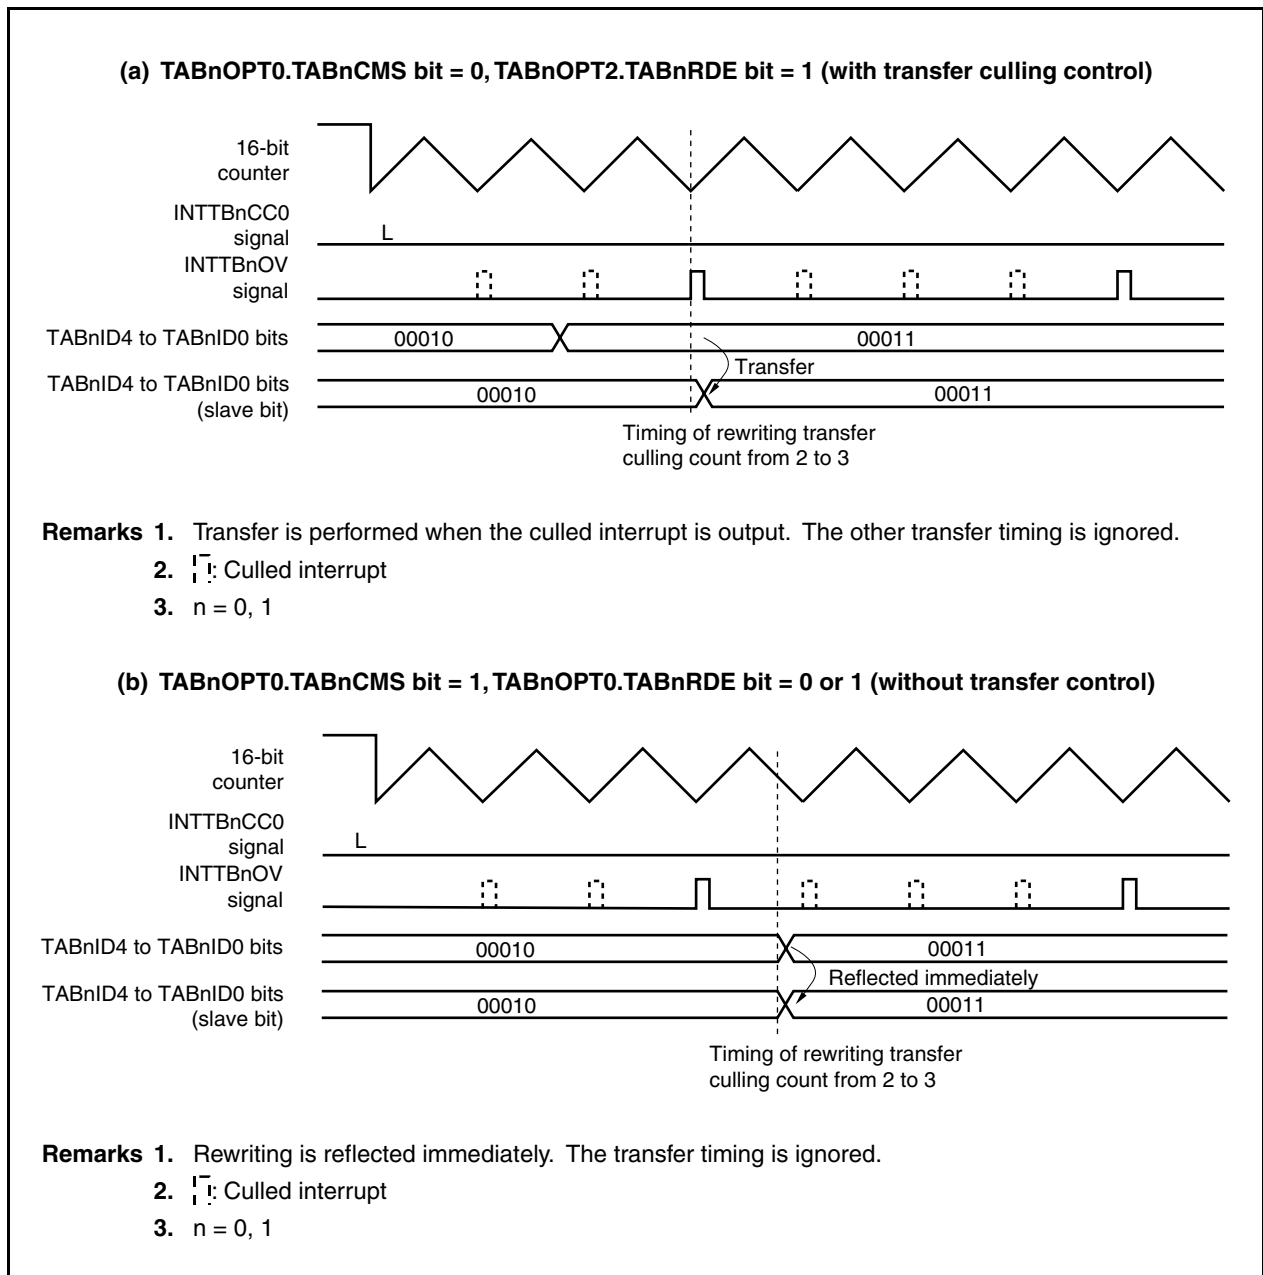 (a) TABnOPT0.TABnCMS bit = 0, TABnOPT2.TABnRDE bit = 1 (with transfer culling control)
16-bit
counter
INTTBnCC0
signal
L
INTTBnOV
signal
TABnID4 to TABnID0 bits
00010
00011
Transfer
TABnID4 to TABnID0 bits
(slave bit)
00010
00011
Timing of rewriting transfer
culling count from 2 to 3
Remarks 1. Transfer is performed when the culled interrupt is output. The other transfer timing is ignored.
2. : Culled interrupt
3. n = 0, 1
(b) TABnOPT0.TABnCMS bit = 1, TABnOPT0.TABnRDE bit = 0 or 1 (without transfer control)
16-bit
counter
INTTBnCC0
signal
L
INTTBnOV
signal
TABnID4 to TABnID0 bits
00010
00011
Reflected immediately
TABnID4 to TABnID0 bits
(slave bit)
00010
00011
Timing of rewriting transfer
culling count from 2 to 3
Remarks 1. Rewriting is reflected immediately. The transfer timing is ignored.
2. : Culled interrupt
3. n = 0, 1